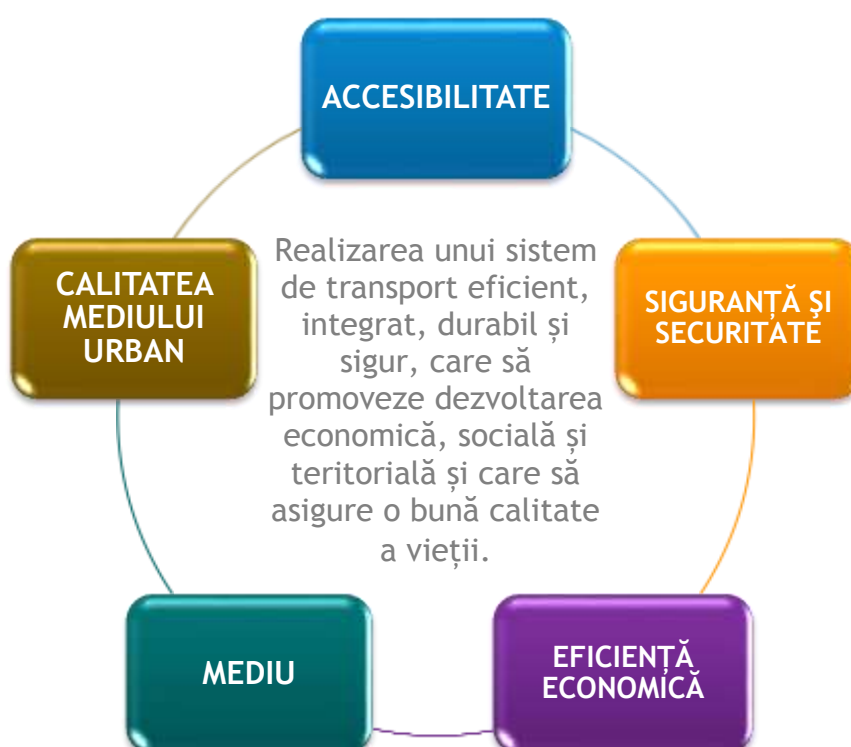 ACCESIBILITATE
CALITATEA
MEDIULUI
URBAN
Realizarea unui sistem
de transport eficient,
integrat, durabil și
sigur, care să
promoveze dezvoltarea
economică, socială și
teritorială și care să
asigure o bună calitate
a vieții.
SIGURANȚĂ ŞI
SECURITATE
MEDIU
EFICIENȚĂ
ECONOMICĂ